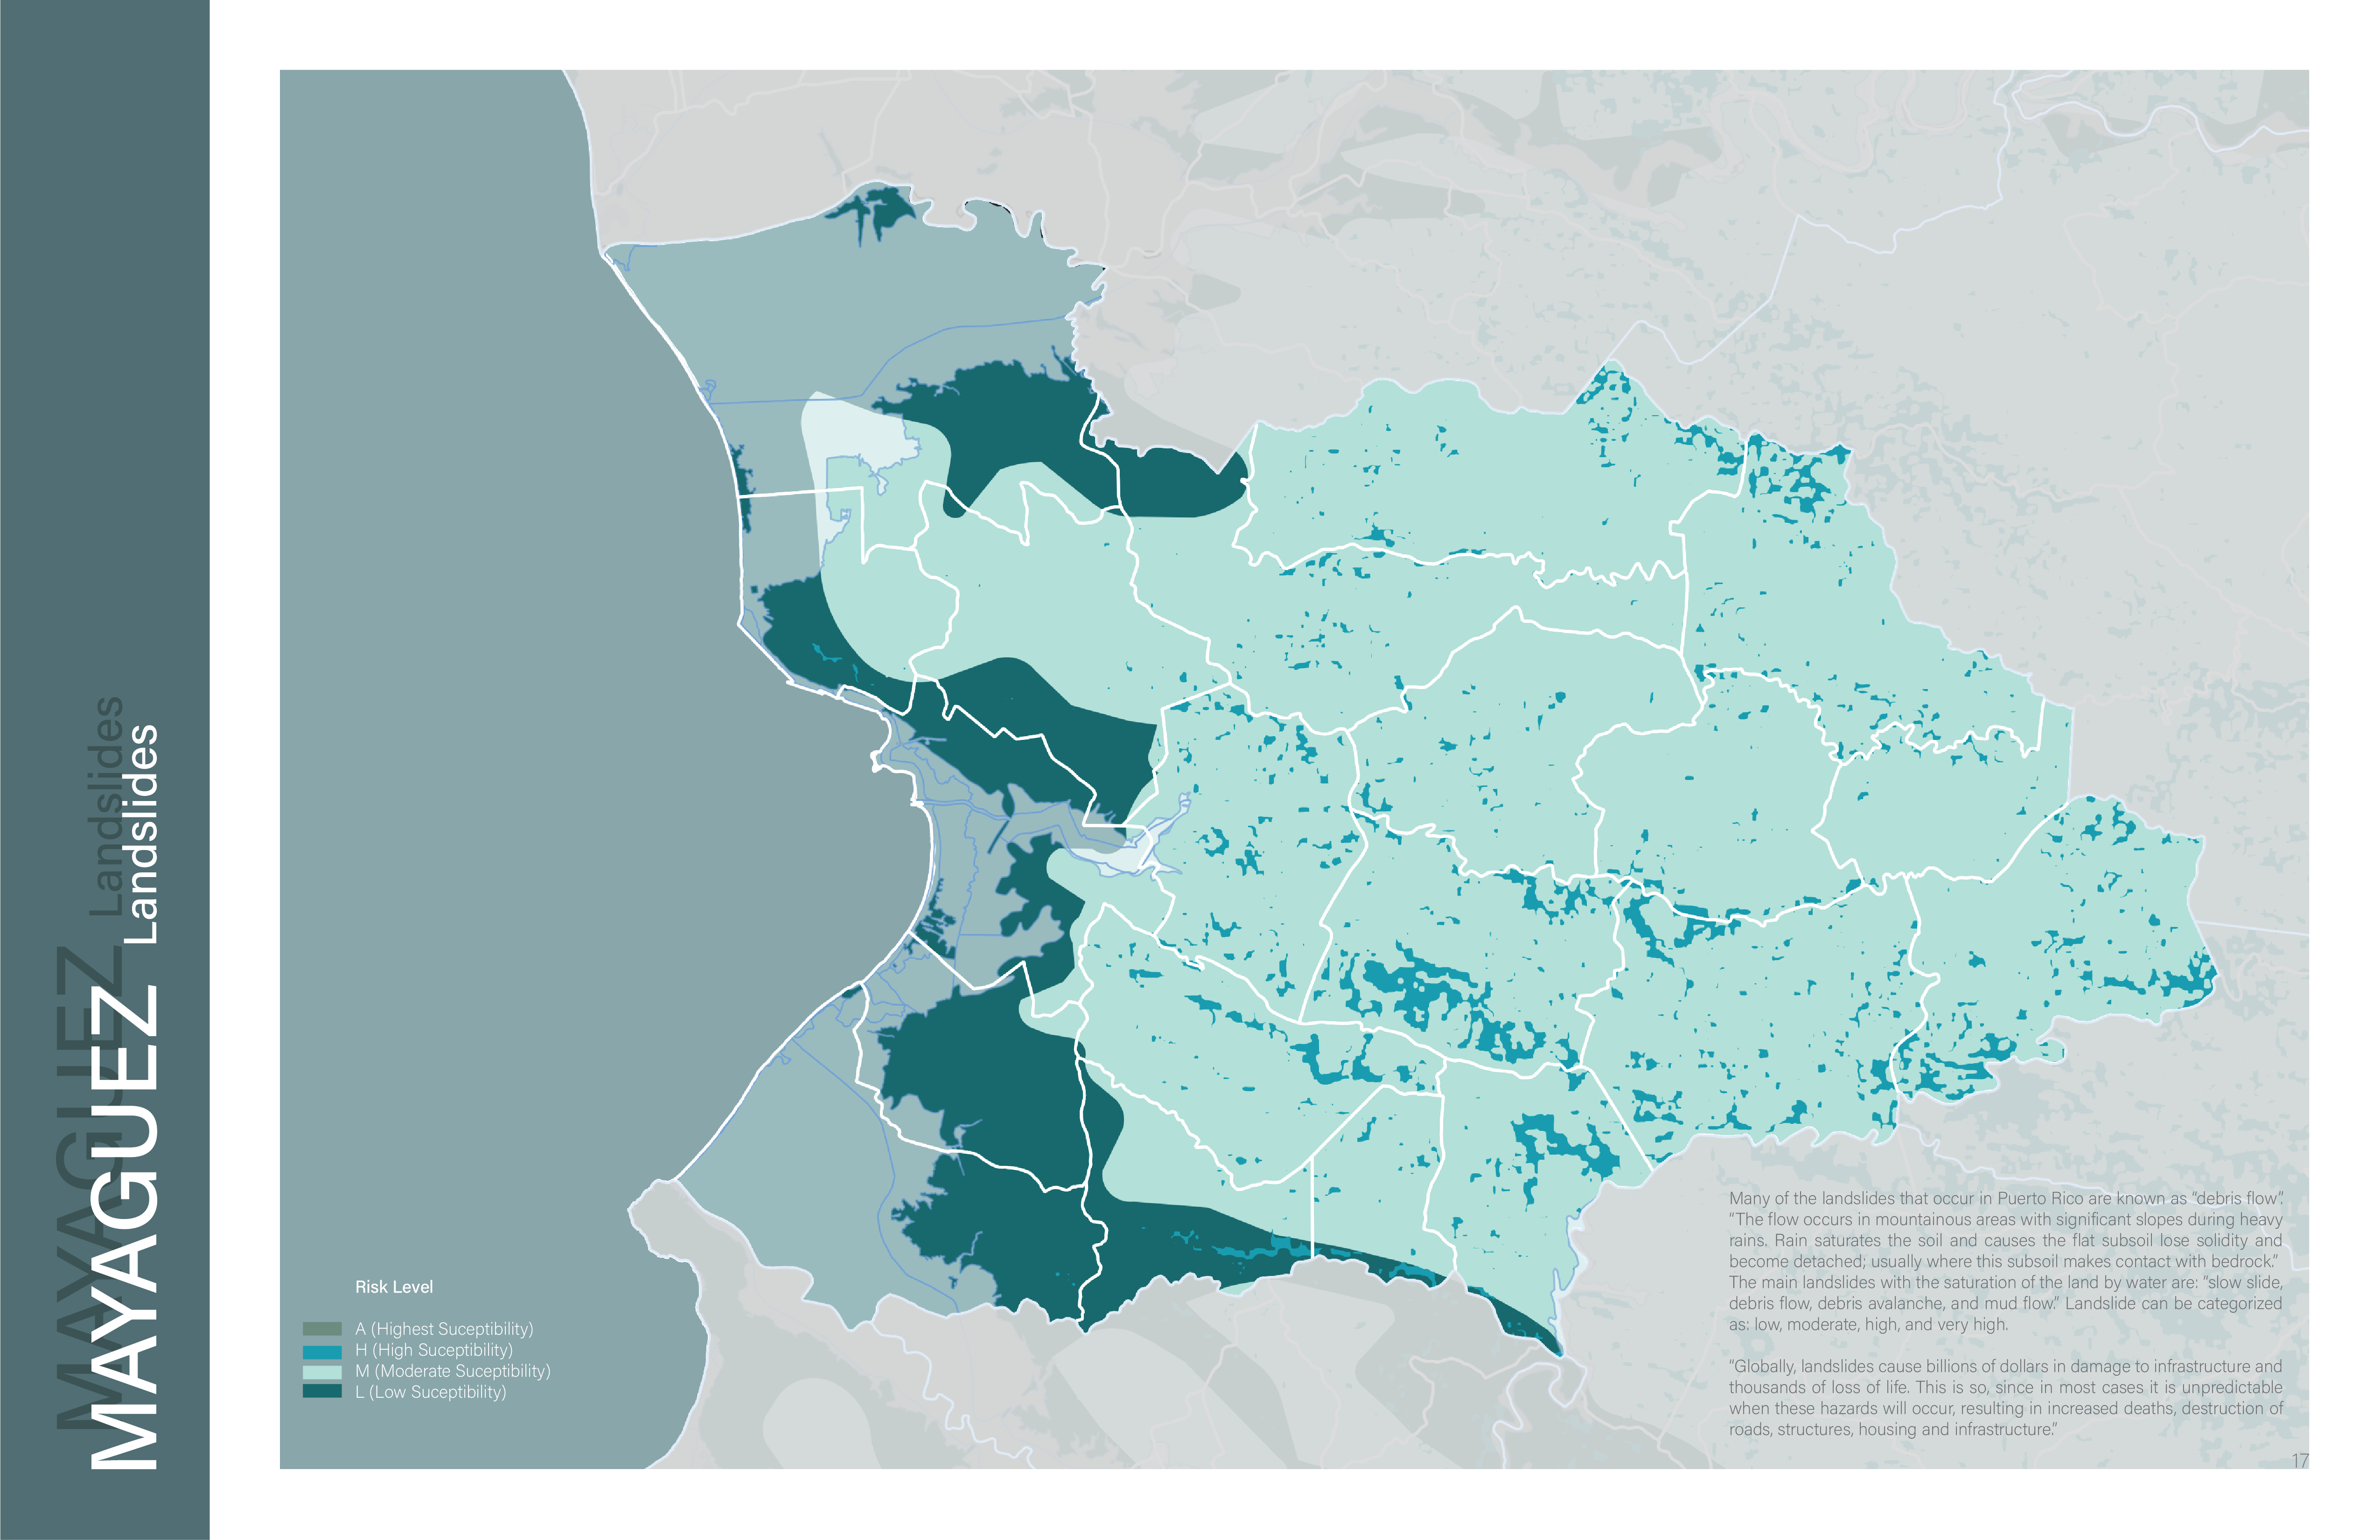 MAYAGUEZ Landslides
MAYAGUEZ Landslides
Risk Level
A (Highest Suceptibility)
H (High Suceptibility)
M (Moderate Suceptibility)
L (Low Suceptibility)
Many of the landslides that occur in Puerto Rico are known as “debris flow”.
“The flow occurs in mountainous areas with significant slopes during heavy
rains. Rain saturates the soil and causes the flat subsoil lose solidity and
become detached; usually where this subsoil makes contact with bedrock.”
The main landslides with the saturation of the land by water are: “slow slide,
debris flow, debris avalanche, and mud flow.” Landslide can be categorized
as: low, moderate, high, and very high.
“Globally, landslides cause billions of dollars in damage to infrastructure and
thousands of loss of life. This is so, since in most cases it is unpredictable
when these hazards will occur, resulting in increased deaths, destruction of
roads, structures, housing and infrastructure.”
17